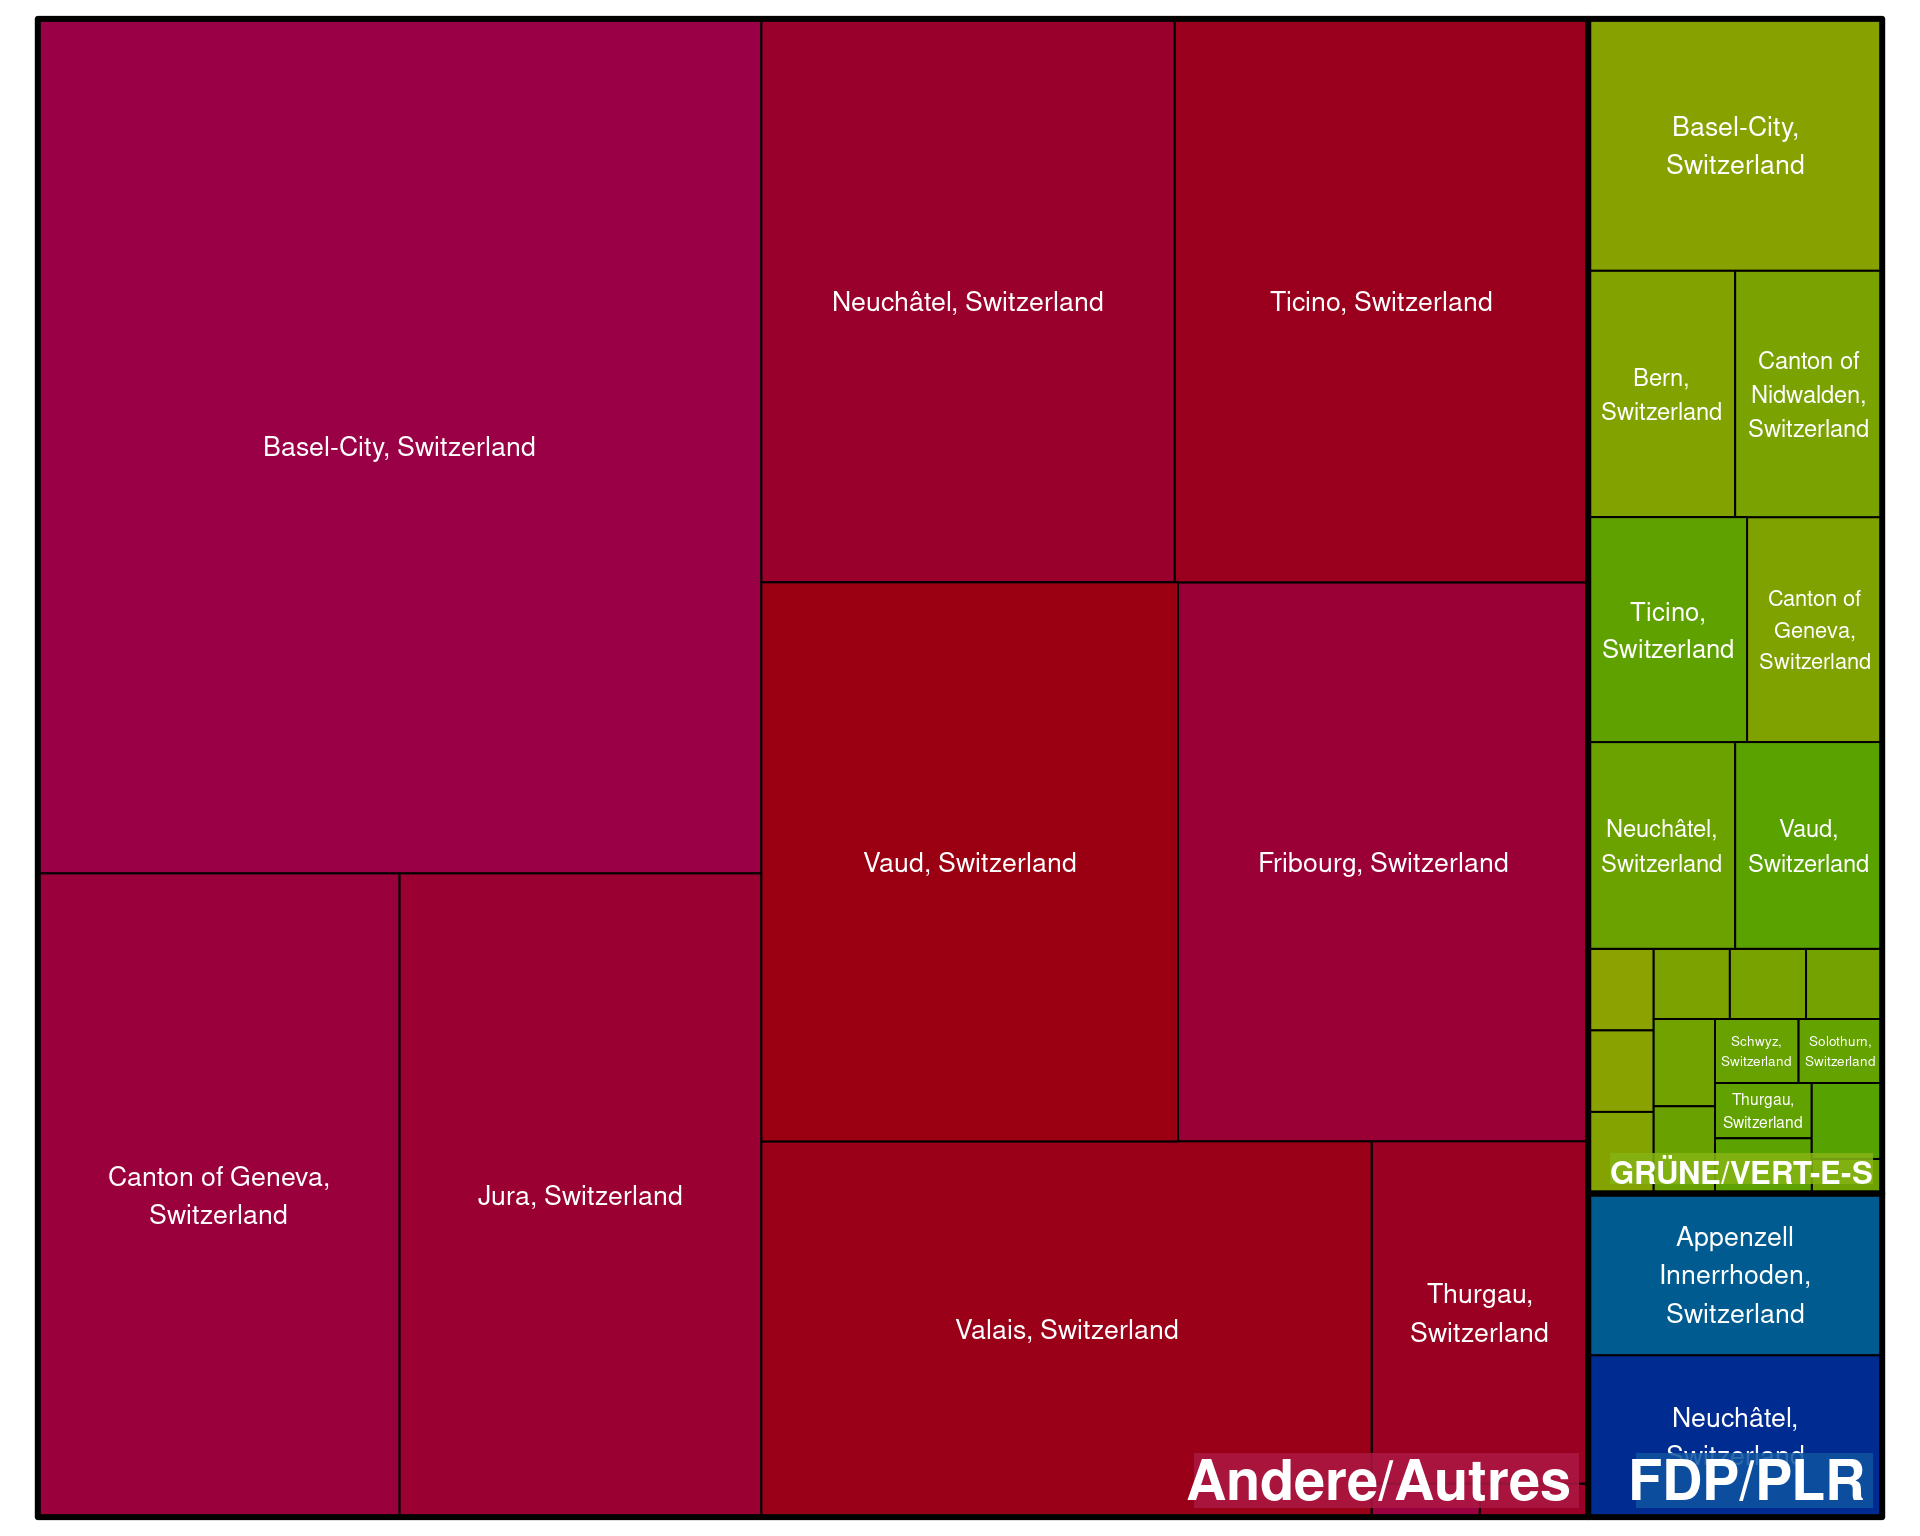 Basel-City, Switzerland
Neuchâtel, Switzerland
Ticino, Switzerland
Vaud, Switzerland
Fribourg, Switzerland
Canton of Geneva,
Switzerland
Jura, Switzerland
Valais, Switzerland
Thurgau,
Switzerland
Andere/Autres
Basel-City,
Switzerland
Bern,
Switzerland
Canton of
Nidwalden,
Switzerland
Ticino,
Switzerland
Canton of
Geneva,
Switzerland
Neuchâtel,
Switzerland
Vaud,
Switzerland
Schwyz,
Switzerland
Solothurn,
Switzerland
Thurgau,
Switzerland
GRÜNE/VERT-E-S
Appenzell
Innerrhoden,
Switzerland
Neuchâtel,
Switzerland
FDP/PLR